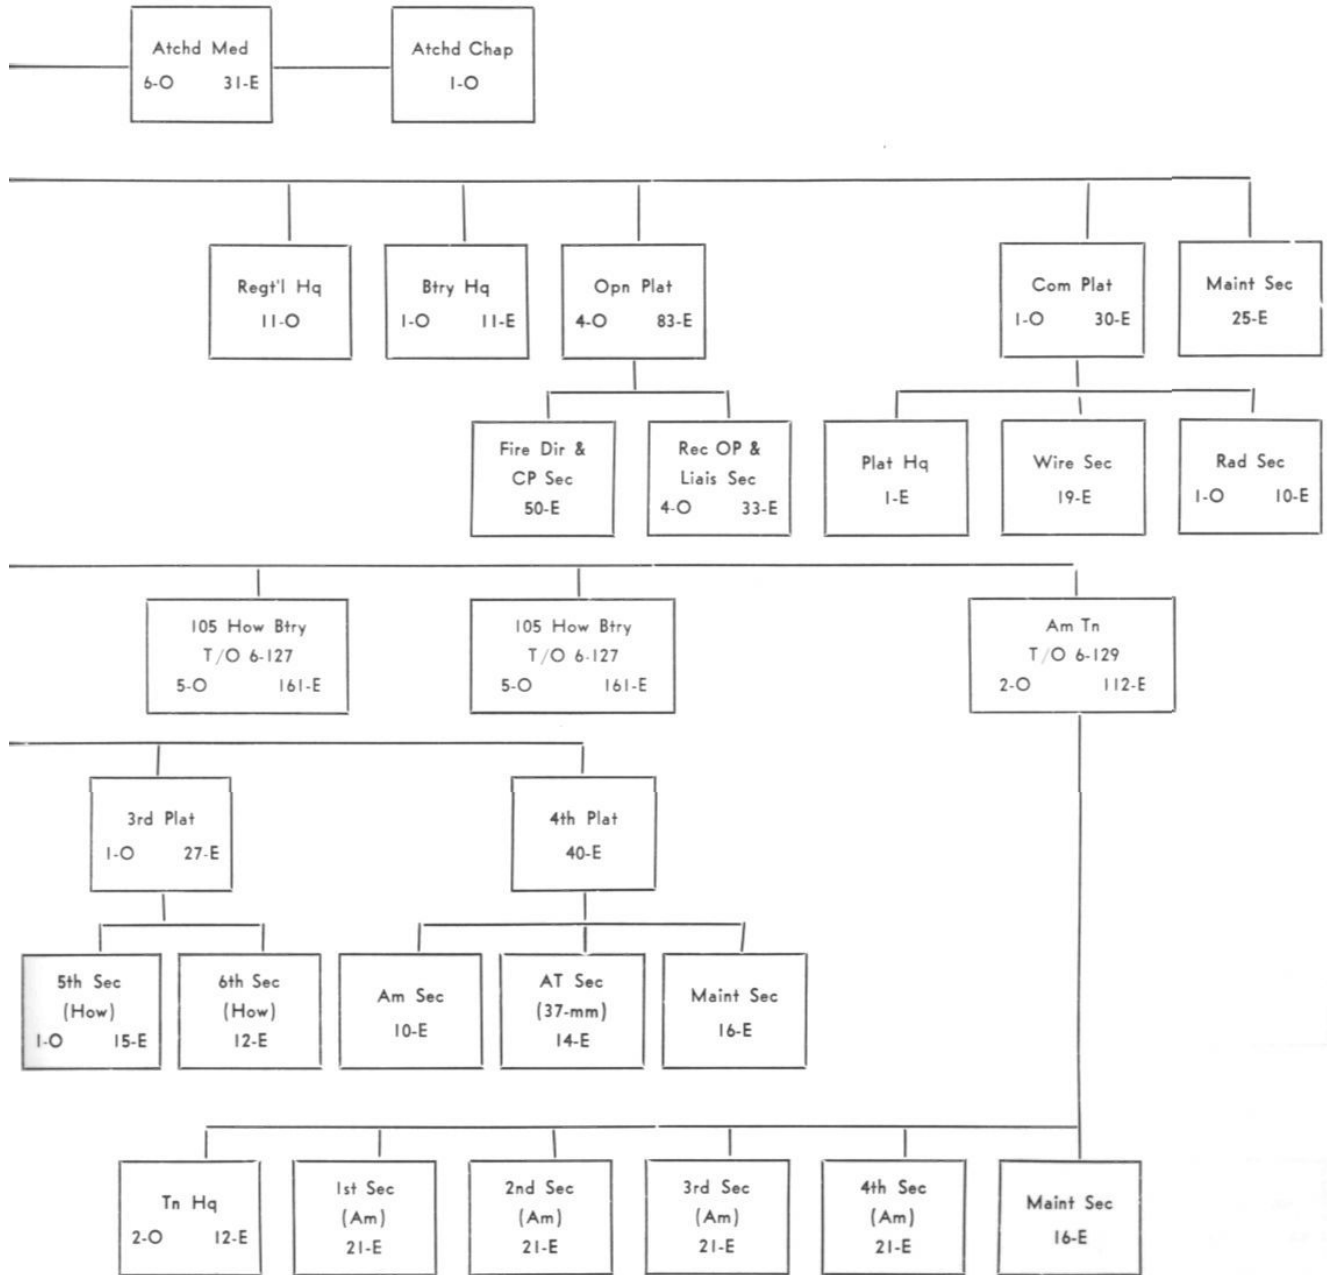 Atchd Med
6-O 31-E
Atchd Chap
1-O
Regt'l Hq
11-O
Btry Hq
1-O 11-E
Opn Plat
4-O 83-E
Com Plat
1-O 30-E
Maint Sec
25-E
Fire Dir &
CP Sec
50-E
Rec OP &
Liais Sec
4-O 33-E
Plat Hq
1-E
Wire Sec
19-E
Rad Sec
1-O 10-E
105 How Btry
T/O 6-127
5-O 161-E
105 How Btry
T/O 6-127
5-O 161-E
Am Tn
T/O 6-129
2-O 112-E
3rd Plat
1-O 27-E
4th Plat
40-E
5th Sec
(How)
1-O 15-E
6th Sec
(How)
12-E
Am Sec
10-E
AT Sec
(37-mm)
14-E
Maint Sec
16-E
Tn Hq
2-O 12-E
1st Sec
(Am)
21-E
2nd Sec
(Am)
21-E
3rd Sec
(Am)
21-E
4th Sec
(Am)
21-E
Maint Sec
16-E